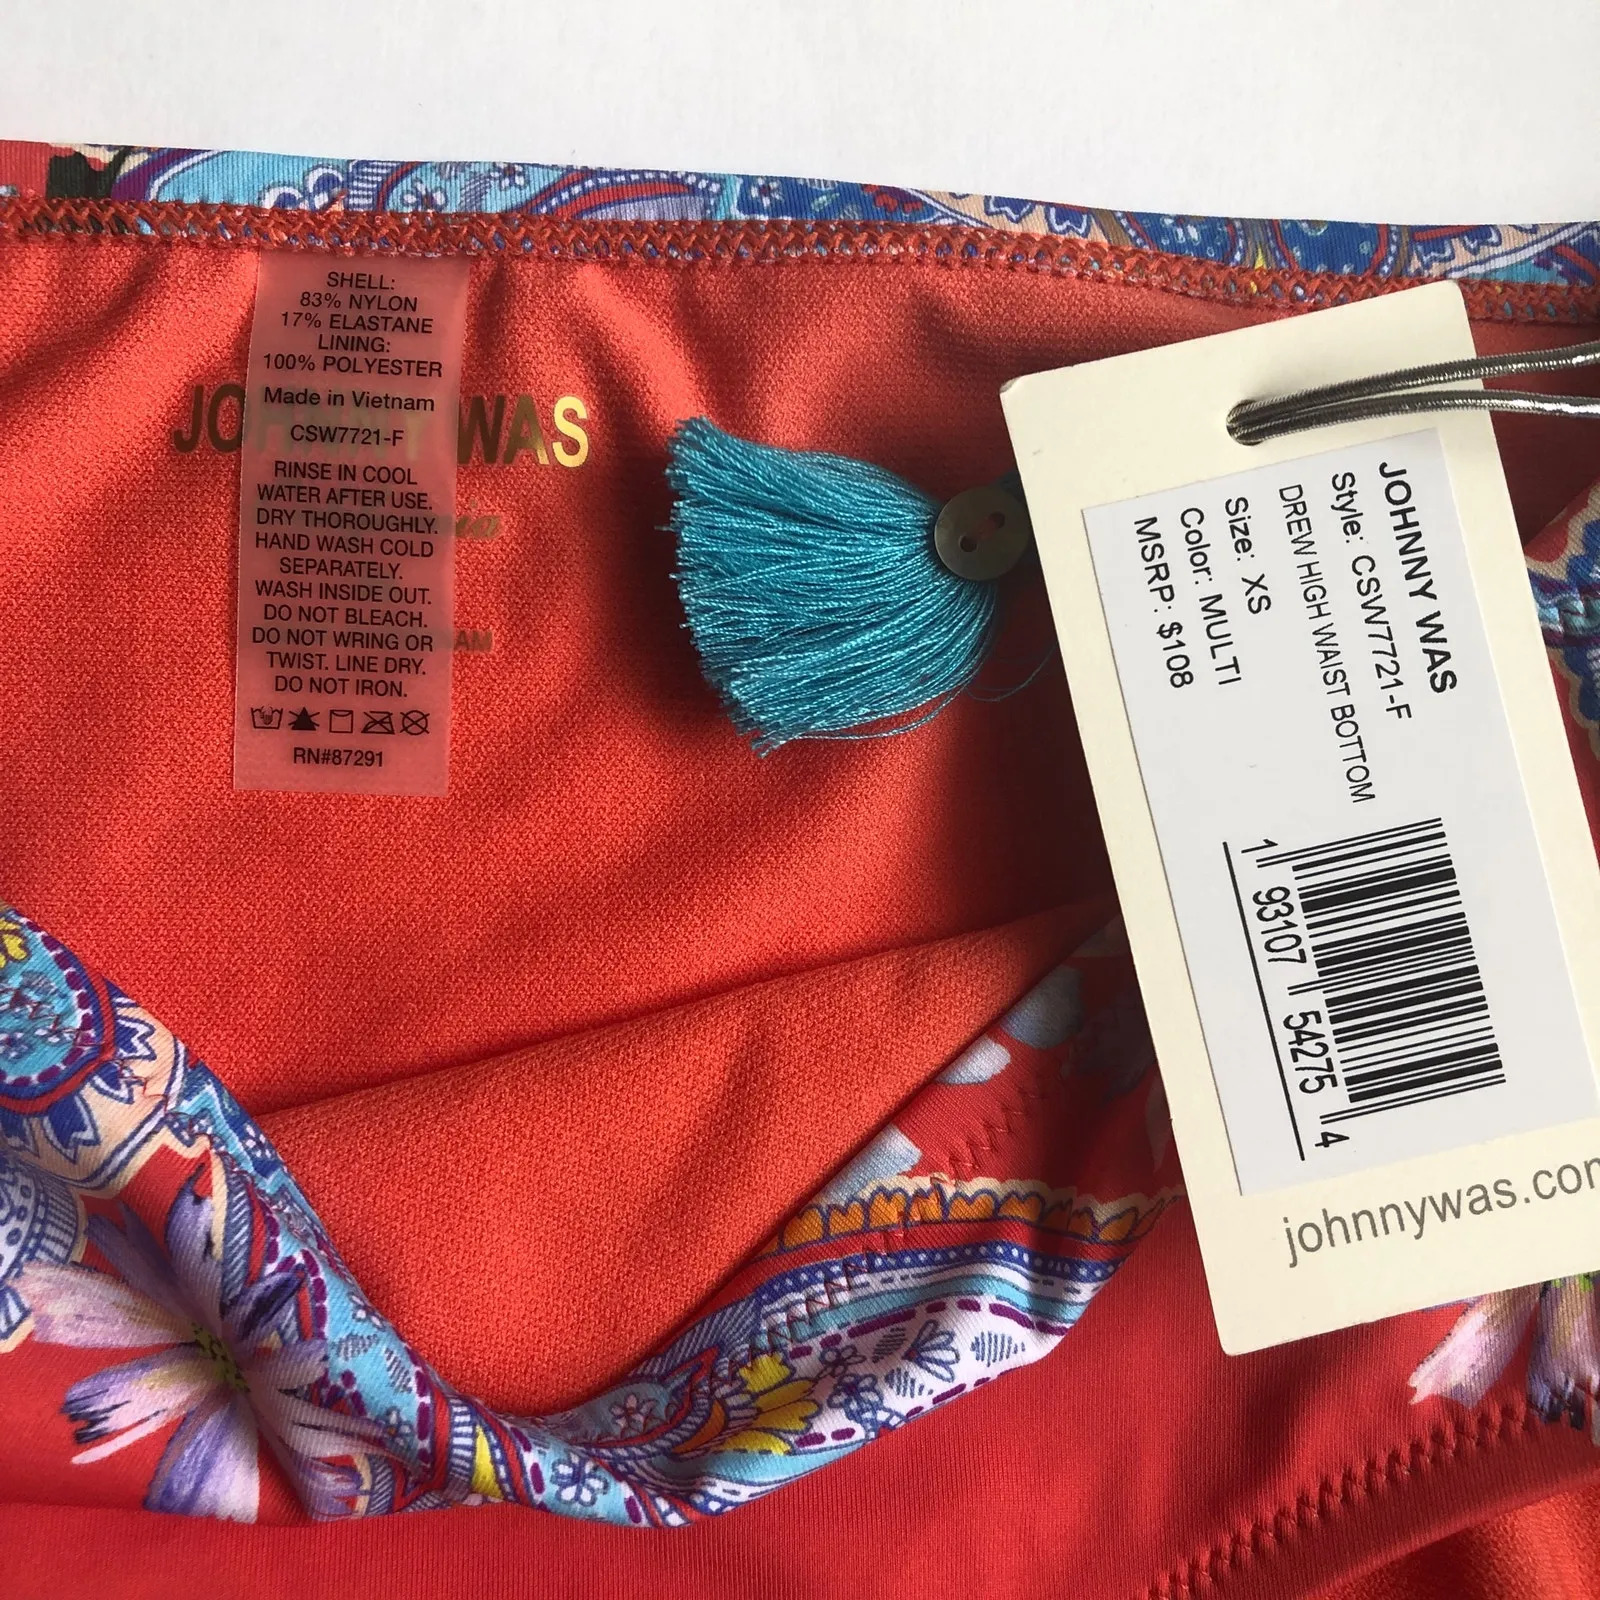 SHELL:
83% NYLON
17% ELASTANE
LINING:
100% POLYESTER
Made in Vietnam
CSW7721-F
RINSE IN COOL
WATER AFTER USE.
DRY THOROUGHLY.
HAND WASH COLD
SEPARATELY.
WASH INSIDE OUT.
DO NOT BLEACH.
DO NOT WRING OR
TWIST. LINE DRY.
DO NOT IRON.
RN#87291
JOHNNY WAS
JOHNNY WAS
Style: CSW7721-F
DREW HIGH WAIST BOTTOM
Size: XS
Color: MULTI
MSRP: $108
1 93107 54275 4
johnnywas.com